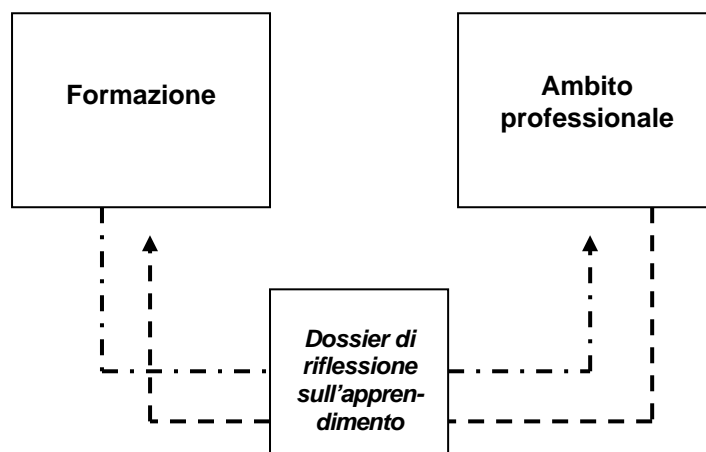 Formazione
Ambito
professionale
Dossier di
riflessione
sull’appren-
dimento